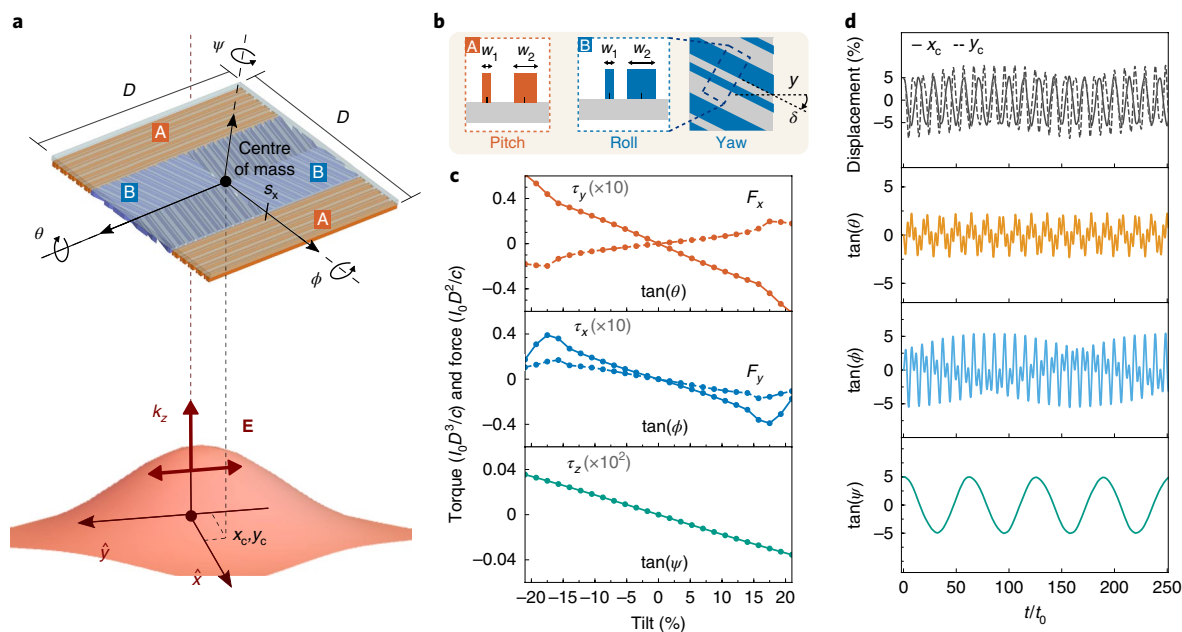 a
ψ
D
D
A
Centre
of mass
B
B
s_x
A
θ
ϕ
k_z
E
x_c,y_c
ŷ
x̂
b
A
w_1
w_2
Pitch
B
w_1
w_2
Roll
y
δ
Yaw
c
Torque (I_0D^3/c) and force (I_0D^2/c)
0.4
0
−0.4
τ_y (×10)
F_x
tan(θ)
0.4
0
−0.4
τ_x (×10)
F_y
tan(ϕ)
0.04
0
−0.04
τ_z (×10^2)
tan(ψ)
−20 −15 −10 −5 0 5 10 15 20
Tilt (%)
d
Displacement (%)
– x_c -- y_c
5
0
−5
tan(θ)
5
0
−5
tan(ϕ)
5
0
−5
tan(ψ)
5
0
−5
0 50 100 150 200 250
t/t_0